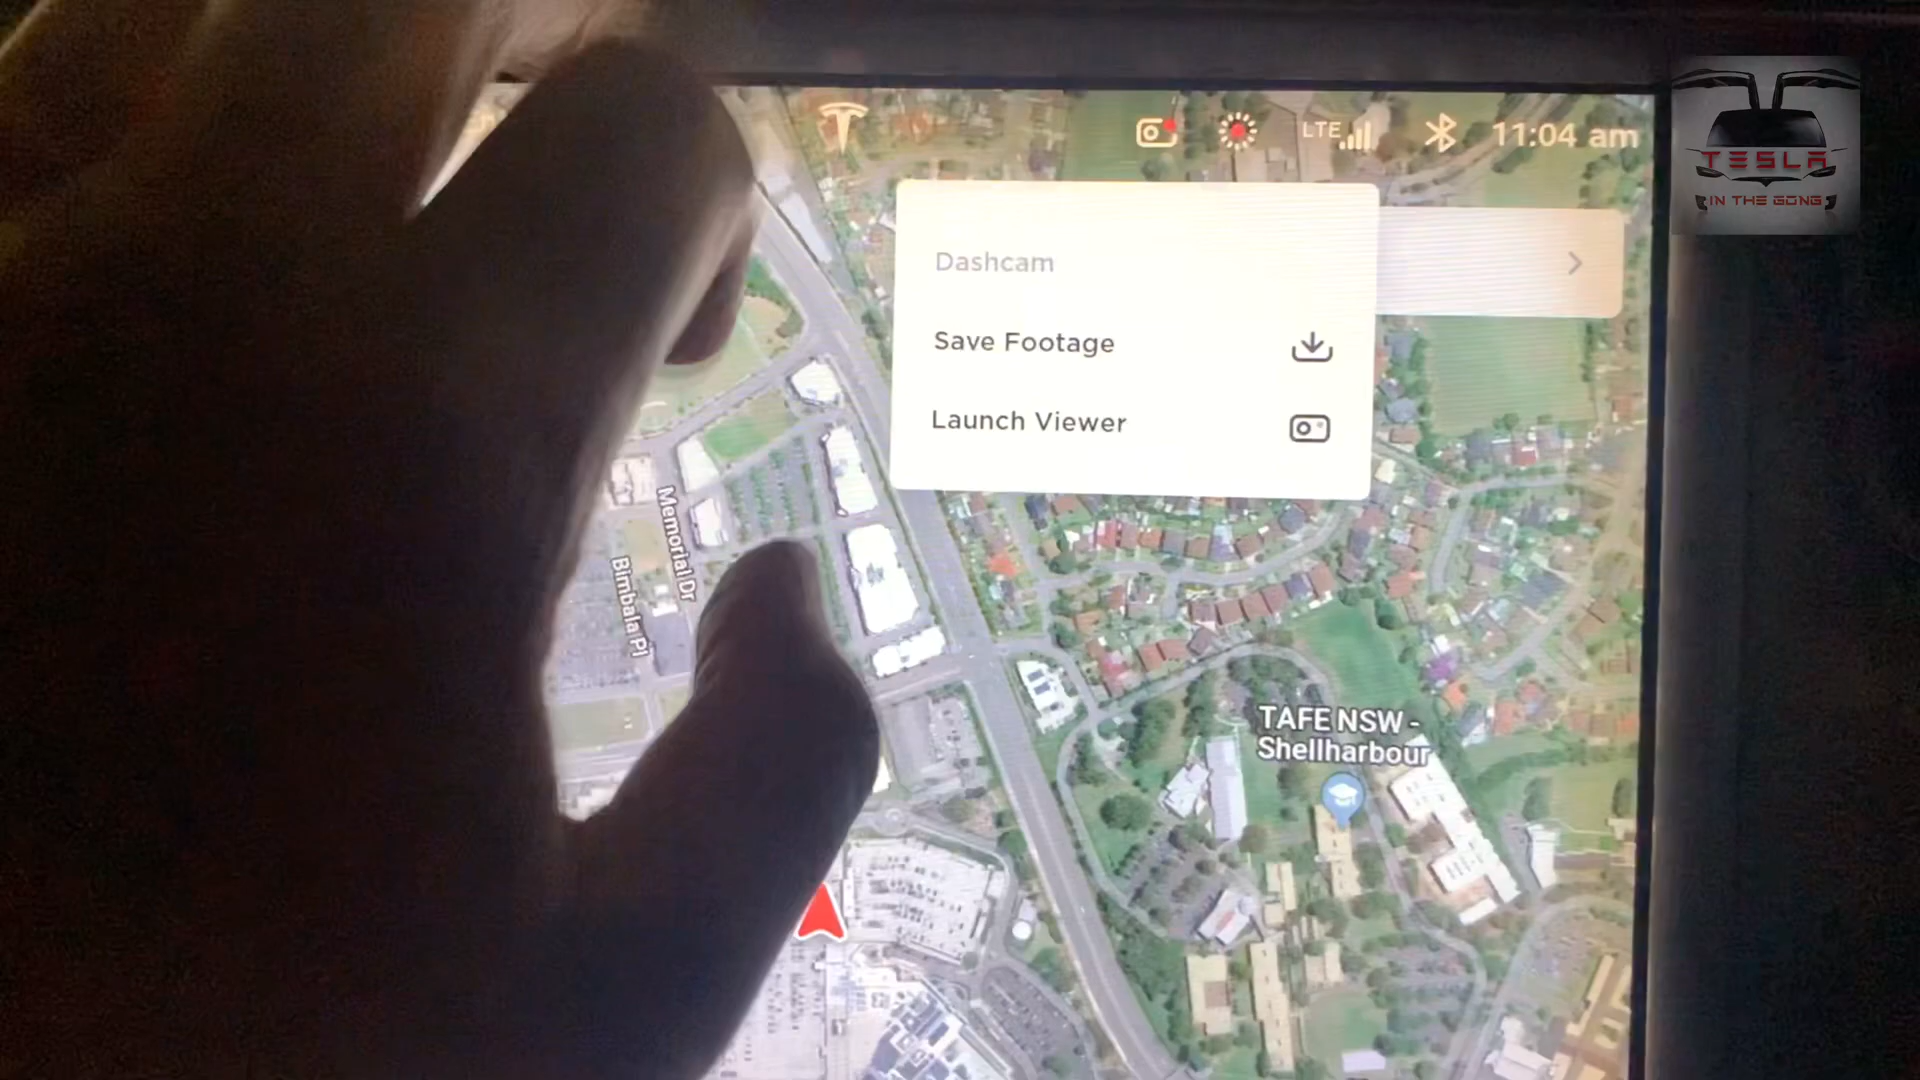 LTE
11:04 am
TESLA
IN THE GONG
Dashcam
Save Footage
Launch Viewer
Memorial Dr
Bimbala Pl
TAFE NSW -
Shellharbour